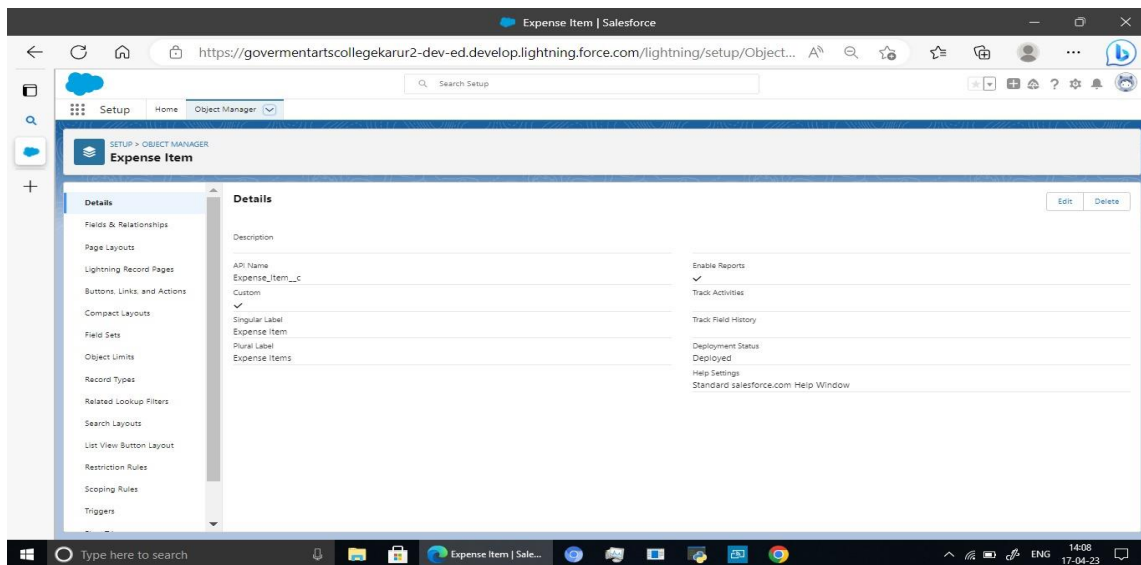 Expense Item | Salesforce
https://govermentartscollegekarur2-dev-ed.develop.lightning.force.com/lightning/setup/Object...
Search Setup
Setup
Home
Object Manager
SETUP > OBJECT MANAGER
Expense Item
Details
Fields & Relationships
Page Layouts
Lightning Record Pages
Buttons, Links, and Actions
Compact Layouts
Field Sets
Object Limits
Record Types
Related Lookup Filters
Search Layouts
List View Button Layout
Restriction Rules
Scoping Rules
Triggers
Details
Edit
Delete
Description
API Name
Expense_Item__c
Custom
Singular Label
Expense Item
Plural Label
Expense Items
Enable Reports
Track Activities
Track Field History
Deployment Status
Deployed
Help Settings
Standard salesforce.com Help Window
Type here to search
Expense Item | Sale...
ENG
14:08
17-04-23